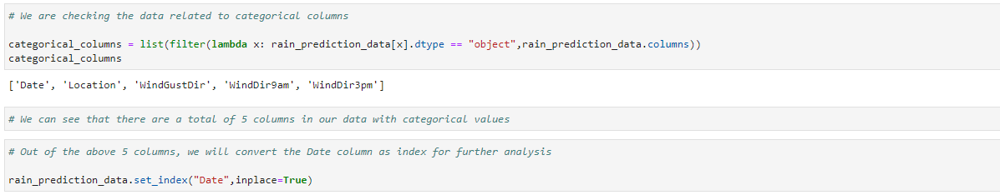 # We are checking the data related to categorical columns
categorical_columns = list(filter(lambda x: rain_prediction_data[x].dtype == "object",rain_prediction_data.columns))
categorical_columns
['Date', 'Location', 'WindGustDir', 'WindDir9am', 'WindDir3pm']
# We can see that there are a total of 5 columns in our data with categorical values
# Out of the above 5 columns, we will convert the Date column as index for further analysis
rain_prediction_data.set_index("Date",inplace=True)